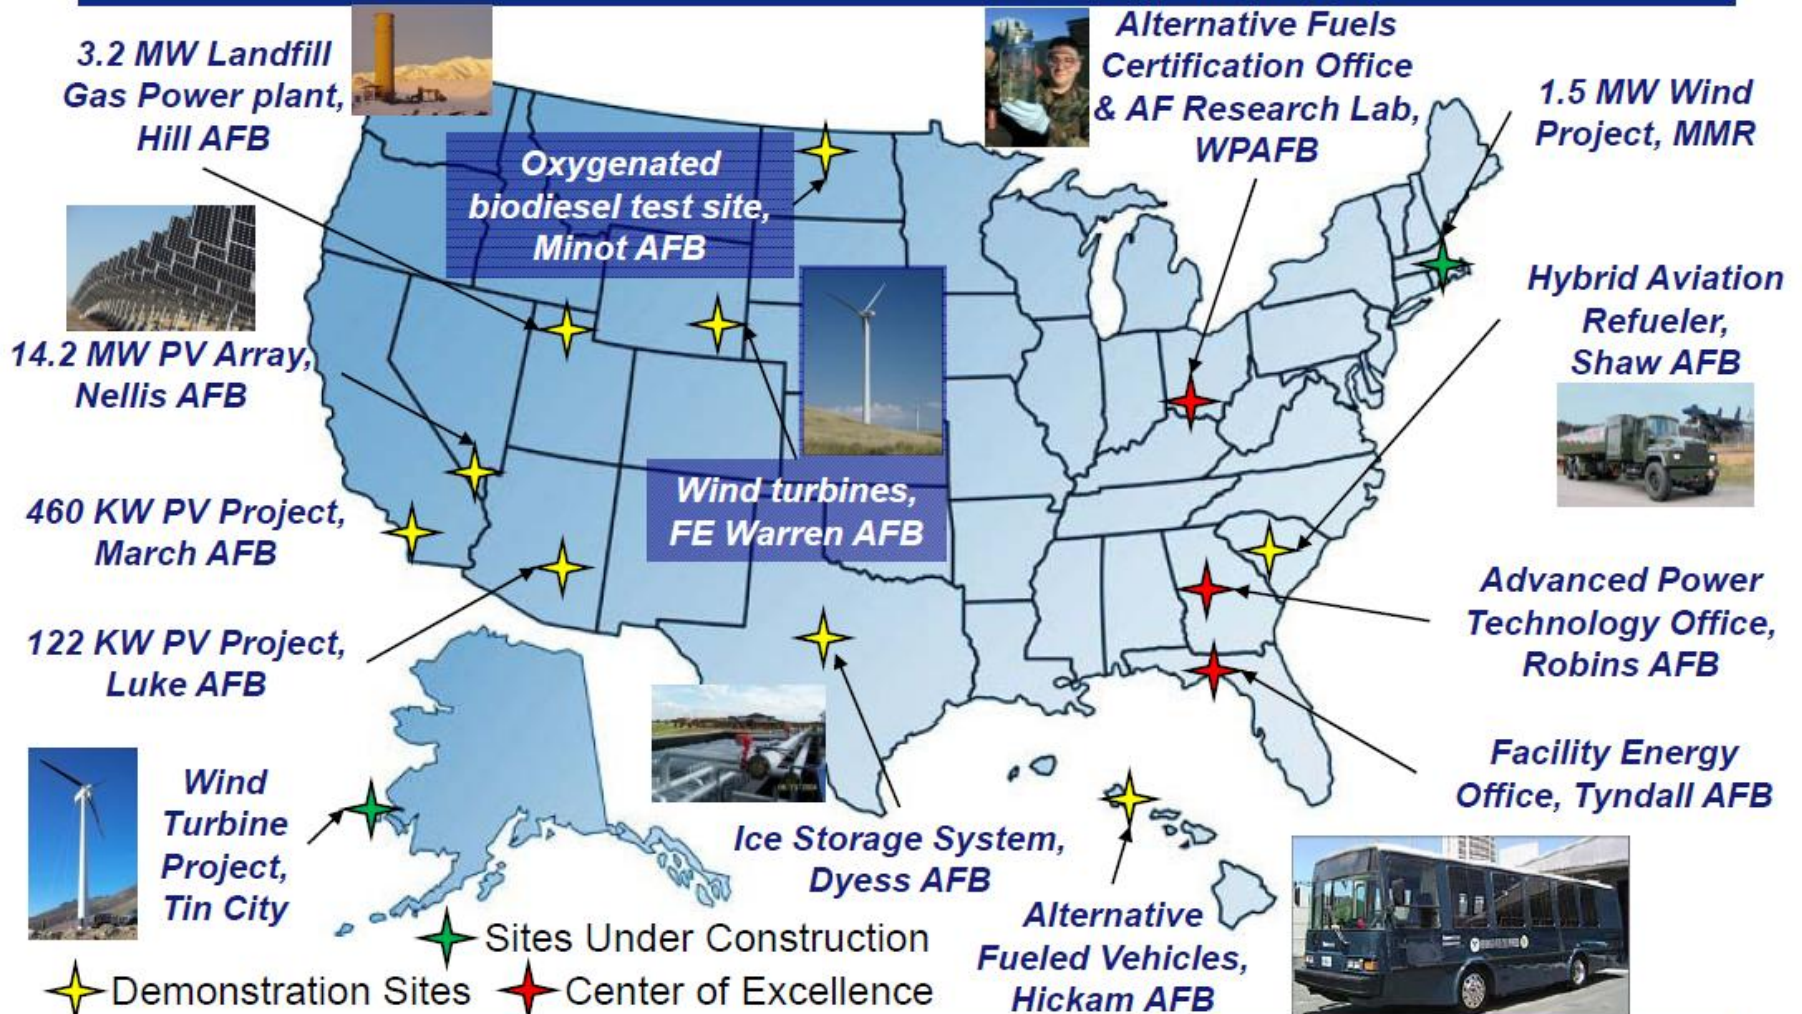 3.2 MW Landfill
Gas Power plant,
Hill AFB
Alternative Fuels
Certification Office
& AF Research Lab,
WPAFB
1.5 MW Wind
Project, MMR
Oxygenated
biodiesel test site,
Minot AFB
14.2 MW PV Array,
Nellis AFB
Hybrid Aviation
Refueler,
Shaw AFB
460 KW PV Project,
March AFB
Wind turbines,
FE Warren AFB
122 KW PV Project,
Luke AFB
Advanced Power
Technology Office,
Robins AFB
Facility Energy
Office, Tyndall AFB
Wind
Turbine
Project,
Tin City
Ice Storage System,
Dyess AFB
Alternative
Fueled Vehicles,
Hickam AFB
Sites Under Construction
Demonstration Sites
Center of Excellence